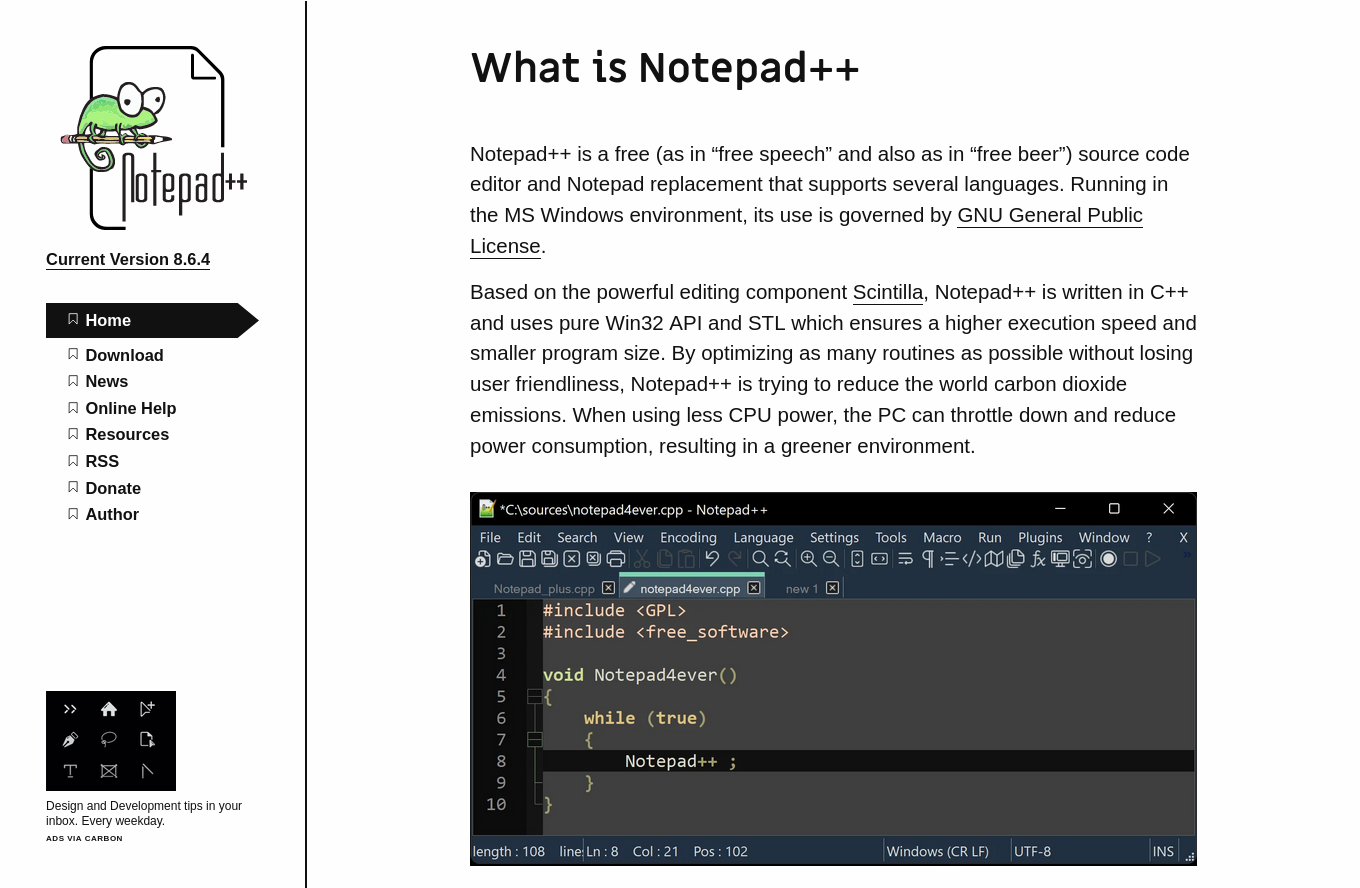 Notepad++
Current Version 8.6.4
Home
Download
News
Online Help
Resources
RSS
Donate
Author
Design and Development tips in your
inbox. Every weekday.
ADS VIA CARBON
What is Notepad++
Notepad++ is a free (as in “free speech” and also as in “free beer”) source code
editor and Notepad replacement that supports several languages. Running in
the MS Windows environment, its use is governed by GNU General Public
License.
Based on the powerful editing component Scintilla, Notepad++ is written in C++
and uses pure Win32 API and STL which ensures a higher execution speed and
smaller program size. By optimizing as many routines as possible without losing
user friendliness, Notepad++ is trying to reduce the world carbon dioxide
emissions. When using less CPU power, the PC can throttle down and reduce
power consumption, resulting in a greener environment.
*C:\sources\notepad4ever.cpp - Notepad++
File Edit Search View Encoding Language Settings Tools Macro Run Plugins Window ? X
Notepad_plus.cpp notepad4ever.cpp new 1
1 #include <GPL>
2 #include <free_software>
3
4 void Notepad4ever()
5 {
6 while (true)
7 {
8 Notepad++ ;
9 }
10 }
length : 108 line Ln : 8 Col : 21 Pos : 102 Windows (CR LF) UTF-8 INS